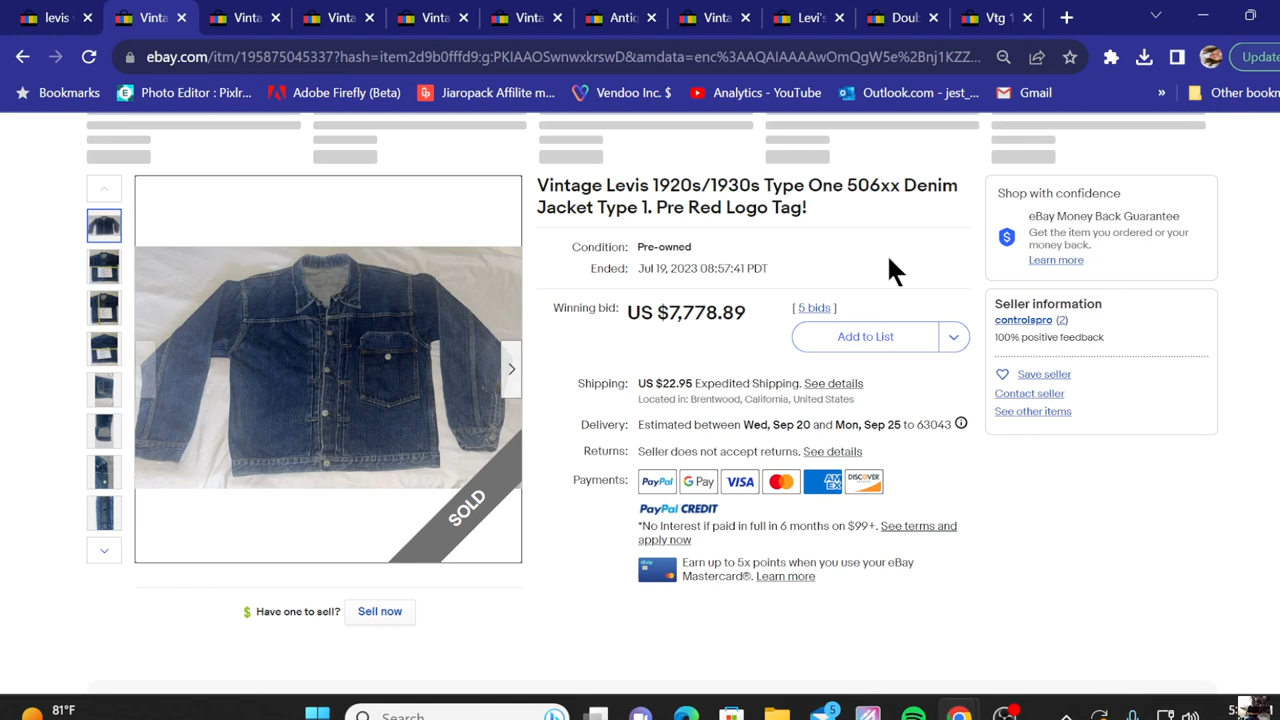 levis v
Vinta
Vinta
Vinta
Vinta
Vinta
Antiq
Vinta
Levi's
Doub
Vtg 1
ebay.com/itm/195875045337?hash=item2d9b0fffd9:g:PKIAAOSwnwxkrswD&amdata=enc%3AAQAIAAAAwOmQgW5e%2Bnj1KZZ...
Update
Bookmarks
Photo Editor : Pixlr...
Adobe Firefly (Beta)
Jiaropack Affilite m...
Vendoo Inc. $
Analytics - YouTube
Outlook.com - jest_...
Gmail
»
Other bookm
Vintage Levis 1920s/1930s Type One 506xx Denim
Jacket Type 1. Pre Red Logo Tag!
Condition: Pre-owned
Ended: Jul 19, 2023 08:57:41 PDT
Winning bid: US $7,778.89 [ 5 bids ]
Add to List
Shipping: US $22.95 Expedited Shipping. See details
Located in: Brentwood, California, United States
Delivery: Estimated between Wed, Sep 20 and Mon, Sep 25 to 63043
Returns: Seller does not accept returns. See details
Payments: PayPal G Pay VISA AM EX DISCOVER
PayPal CREDIT
*No Interest if paid in full in 6 months on $99+. See terms and
apply now
Earn up to 5x points when you use your eBay
Mastercard®. Learn more
SOLD
Have one to sell? Sell now
Shop with confidence
eBay Money Back Guarantee
Get the item you ordered or your
money back.
Learn more
Seller information
controlspro (2)
100% positive feedback
Save seller
Contact seller
See other items
81°F
Search
5